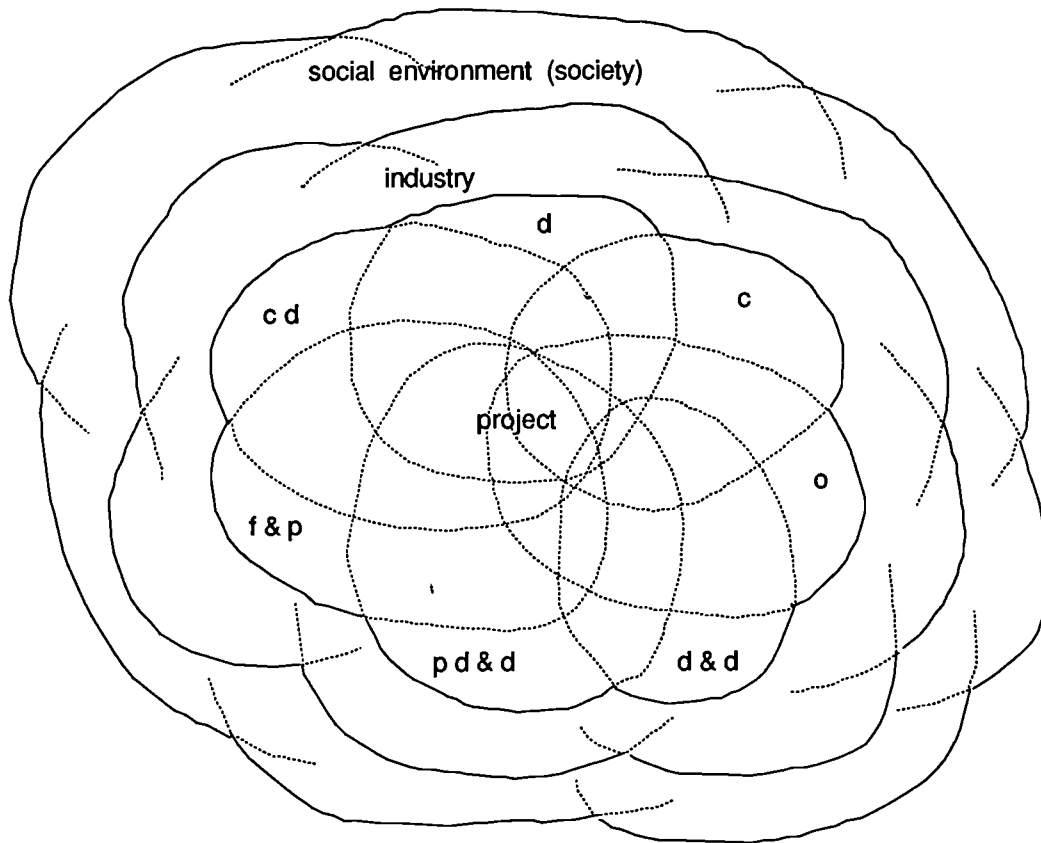 social environment (society)
industry
d
c d
c
project
o
f & p
p d & d
d & d